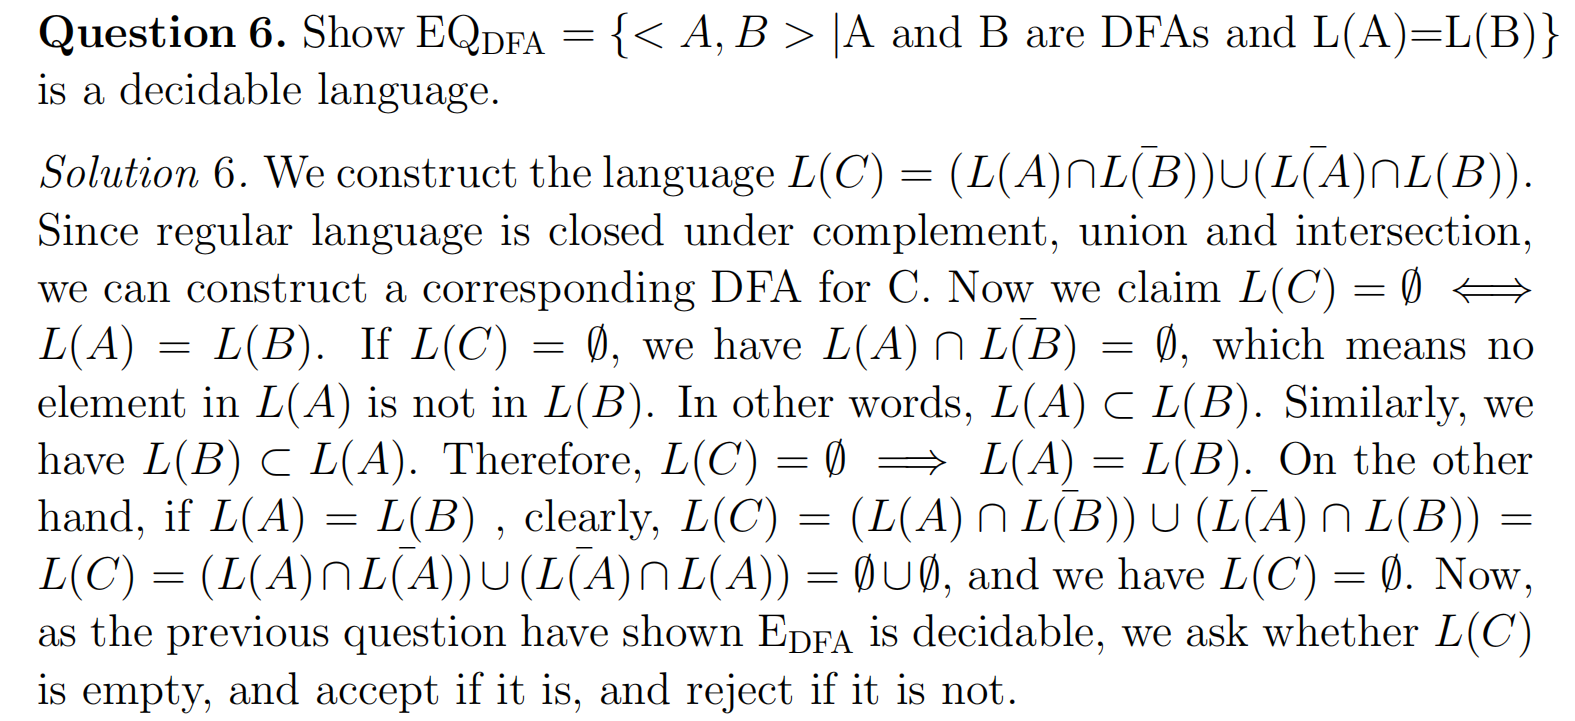 Question 6. Show EQ_DFA = {< A, B > |A and B are DFAs and L(A)=L(B)}
is a decidable language.
Solution 6. We construct the language L(C) = (L(A)∩L(̄B))∪(L(̄A)∩L(B)).
Since regular language is closed under complement, union and intersection,
we can construct a corresponding DFA for C. Now we claim L(C) = ∅ ⟺
L(A) = L(B). If L(C) = ∅, we have L(A) ∩ L(̄B) = ∅, which means no
element in L(A) is not in L(B). In other words, L(A) ⊂ L(B). Similarly, we
have L(B) ⊂ L(A). Therefore, L(C) = ∅ ⟹ L(A) = L(B). On the other
hand, if L(A) = L(B) , clearly, L(C) = (L(A) ∩ L(̄B)) ∪ (L(̄A) ∩ L(B)) =
L(C) = (L(A)∩L(̄A))∪(L(̄A)∩L(A)) = ∅∪∅, and we have L(C) = ∅. Now,
as the previous question have shown E_DFA is decidable, we ask whether L(C)
is empty, and accept if it is, and reject if it is not.